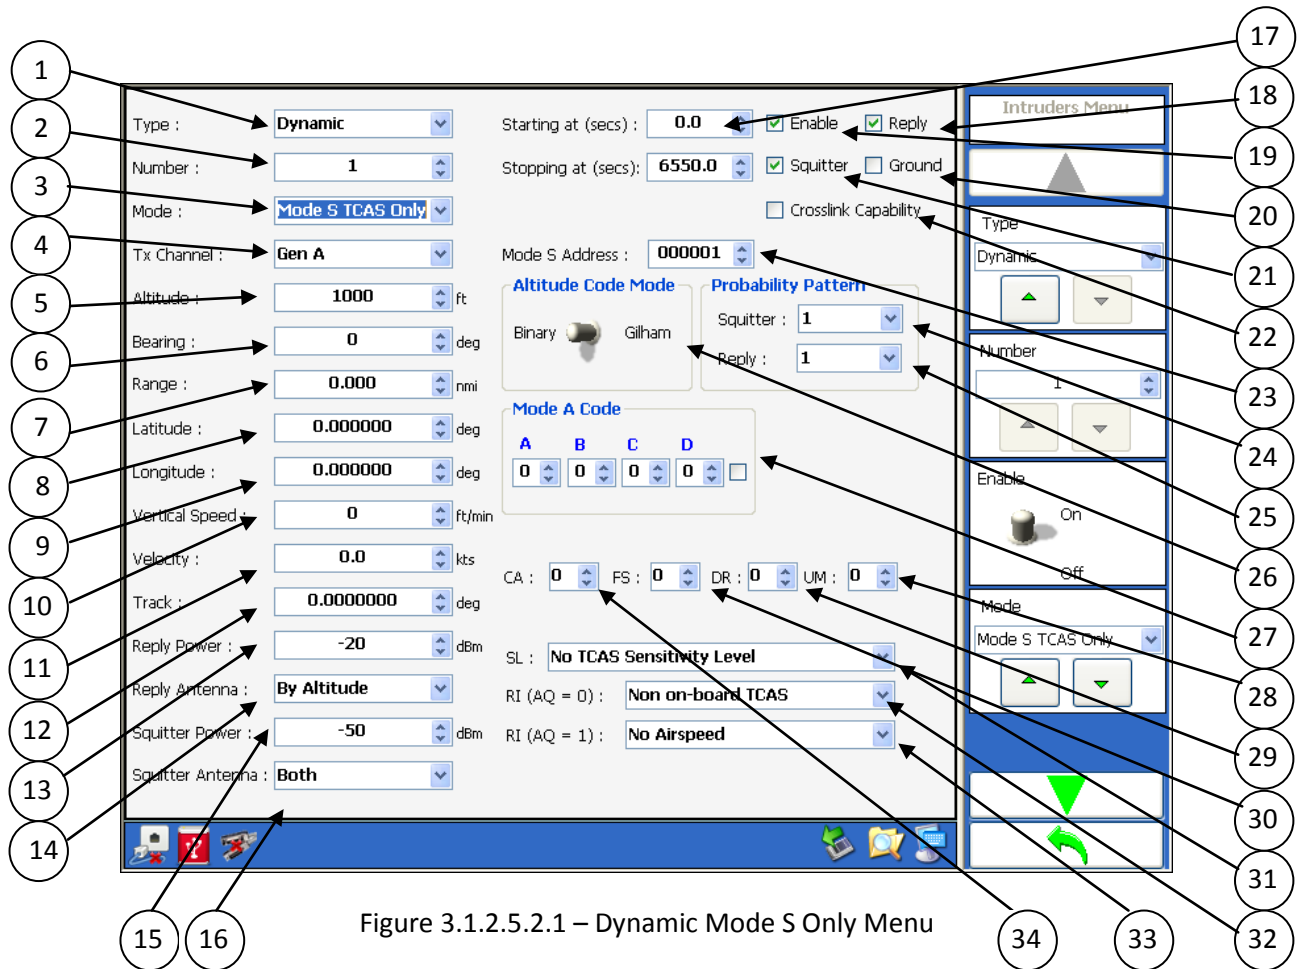 17
1
18
Intruders Menu
Type : Dynamic
Starting at (secs) : 0.0
Enable
Reply
2
19
Number : 1
Stopping at (secs): 6550.0
Squitter
Ground
3
20
Mode : Mode S TCAS Only
Crosslink Capability
Type
4
Tx Channel : Gen A
Mode S Address : 000001
Dynamic
21
5
Altitude : 1000 ft
Altitude Code Mode
Probability Pattern
22
Binary
Gilham
Squitter : 1
6
Bearing : 0 deg
Reply : 1
Number
1
23
Range : 0.000 nmi
7
Mode A Code
Latitude : 0.000000 deg
A B C D
24
0 0 0 0
8
Longitude : 0.000000 deg
Enable
On
Off
25
Vertical Speed : 0 ft/min
9
Velocity : 0.0 kts
26
CA : 0 FS : 0 DR : 0 UM : 0
10
Track : 0.0000000 deg
Mode
Mode S TCAS Only
27
Reply Power : -20 dBm
11
SL : No TCAS Sensitivity Level
28
Reply Antenna : By Altitude
RI (AQ = 0) : Non on-board TCAS
12
Squitter Power : -50 dBm
RI (AQ = 1) : No Airspeed
29
13
Squitter Antenna : Both
30
14
31
15
16
Figure 3.1.2.5.2.1 – Dynamic Mode S Only Menu
34
33
32